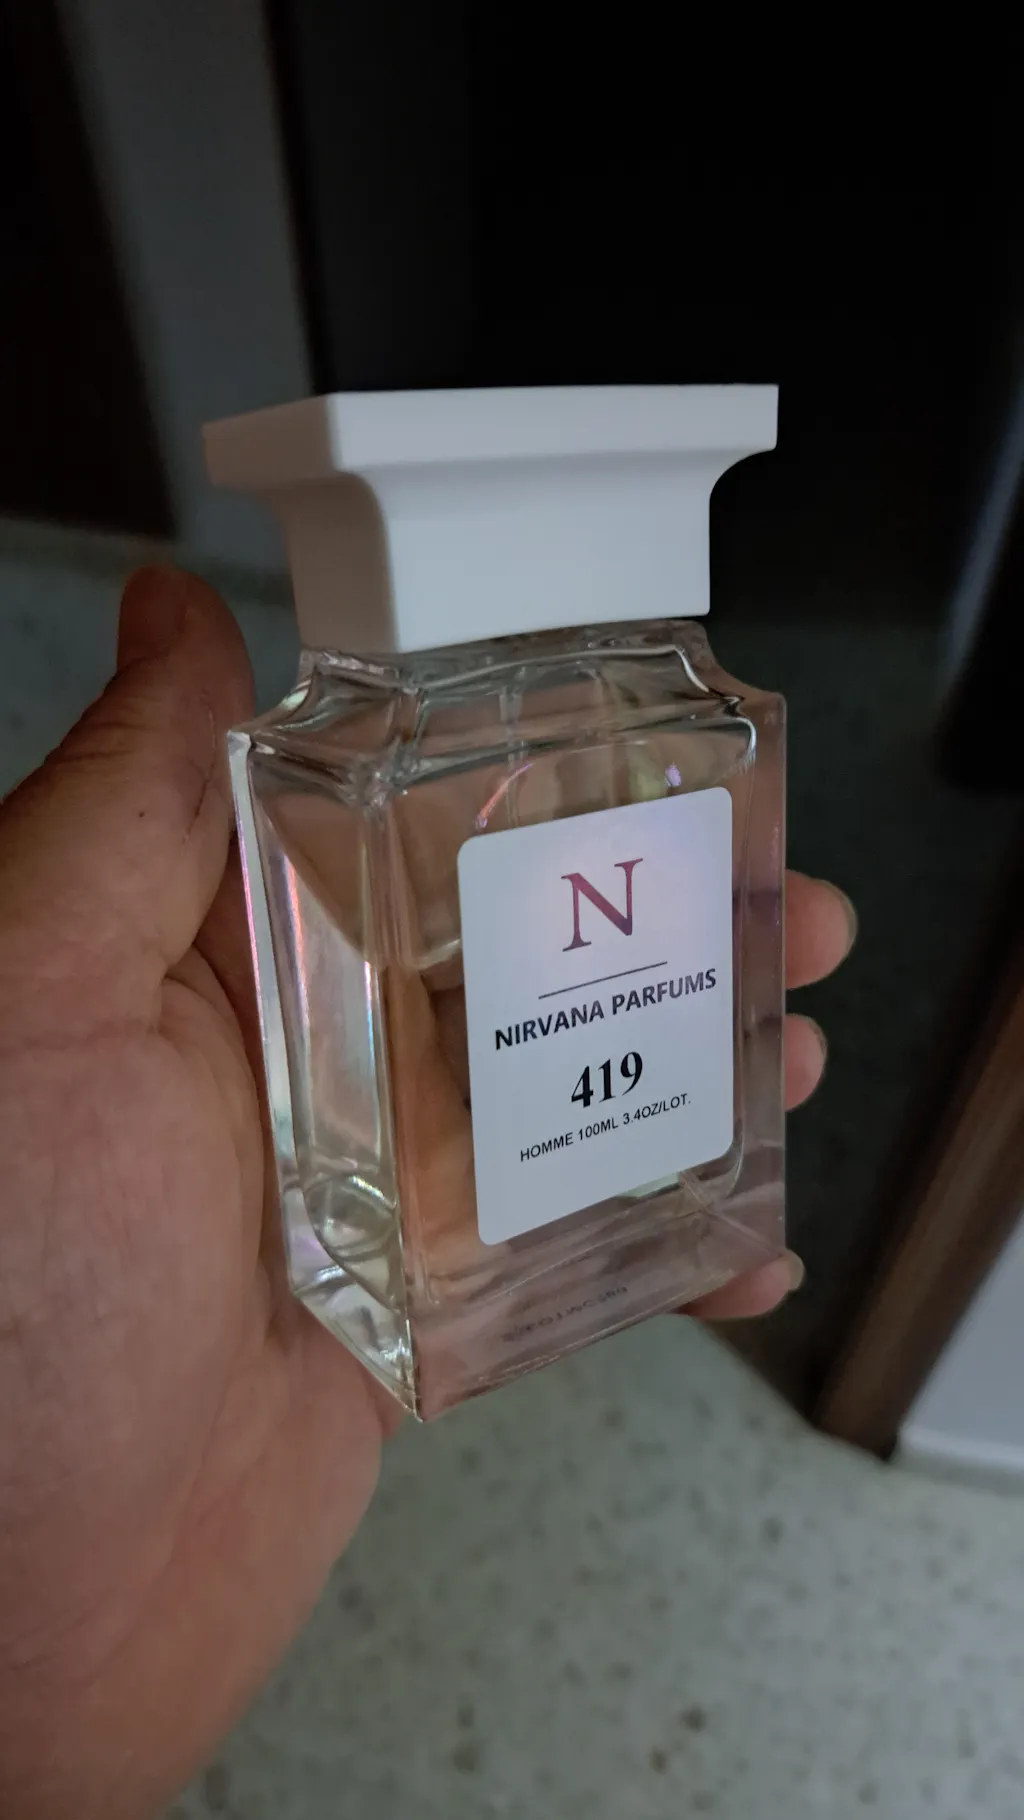 N
NIRVANA PARFUMS
419
HOMME 100ML 3.4OZ/LOT.